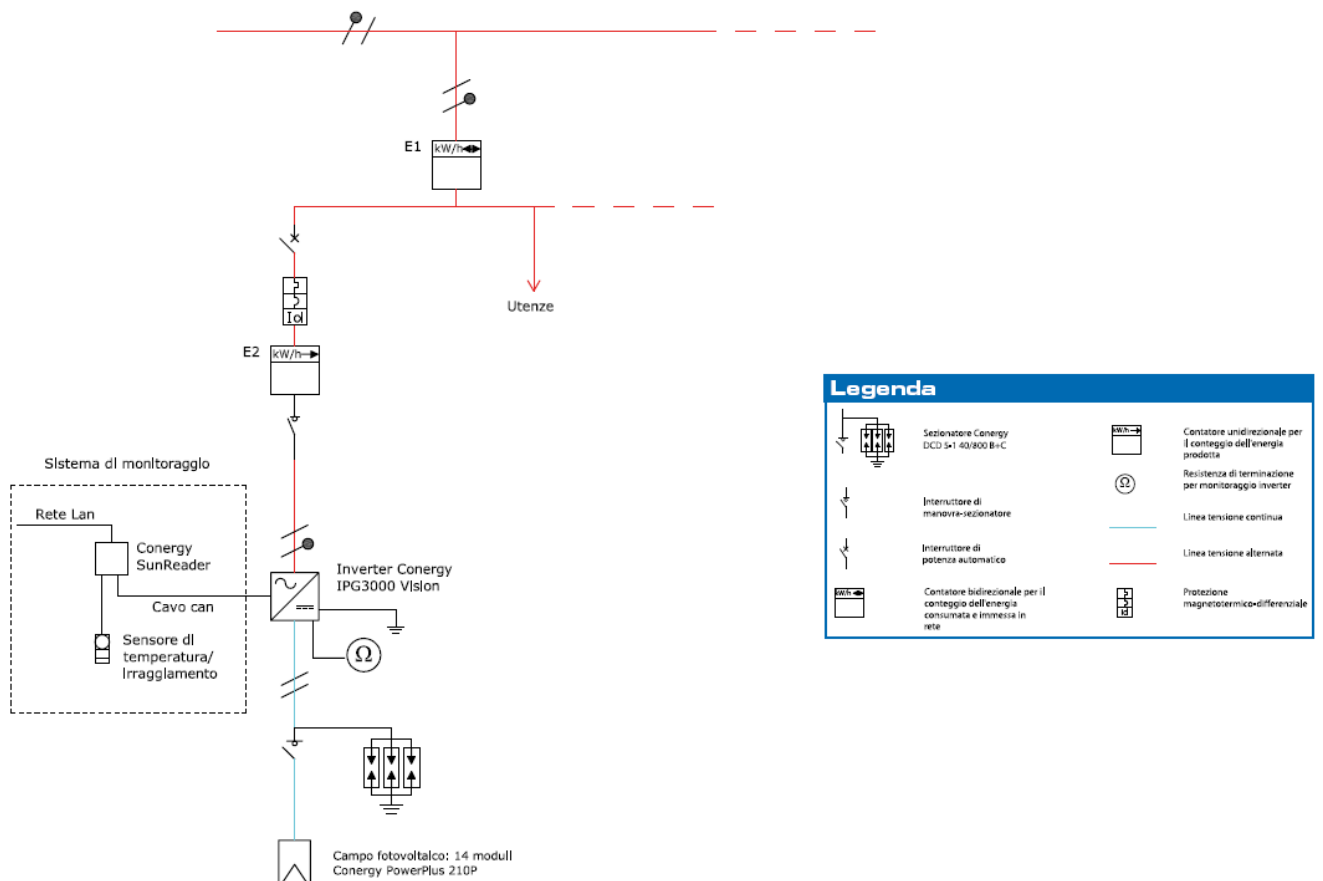 E1
kW/h
Utenze
Id
E2
kW/h
Sistema di monitoraggio
Rete Lan
Conergy
SunReader
Cavo can
Sensore di
temperatura/
irraggiamento
Inverter Conergy
IPG3000 Vision
Ω
Campo fotovoltaico: 14 moduli
Conergy PowerPlus 210P
Legenda
Sezionatore Conergy
DCD S-1 40/800 B+C
Interruttore di
manovra-sezionatore
Interruttore di
potenza automatico
kW/h
Contatore bidirezionale per il
conteggio dell'energia
consumata e immessa in
rete
kW/h
Contatore unidirezionale per
il conteggio dell'energia
prodotta
Ω
Resistenza di terminazione
per monitoraggio inverter
Linea tensione continua
Linea tensione alternata
Id
Protezione
magnetotermico-differenziale